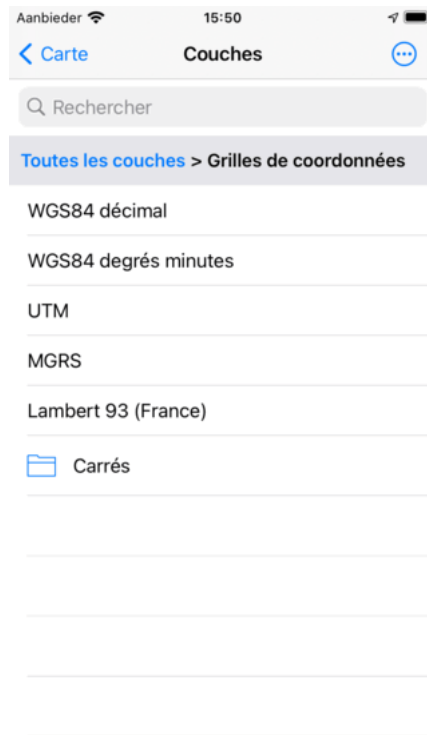 Aanbieder 15:50
Carte Couches
Rechercher
Toutes les couches > Grilles de coordonnées
WGS84 décimal
WGS84 degrés minutes
UTM
MGRS
Lambert 93 (France)
Carrés